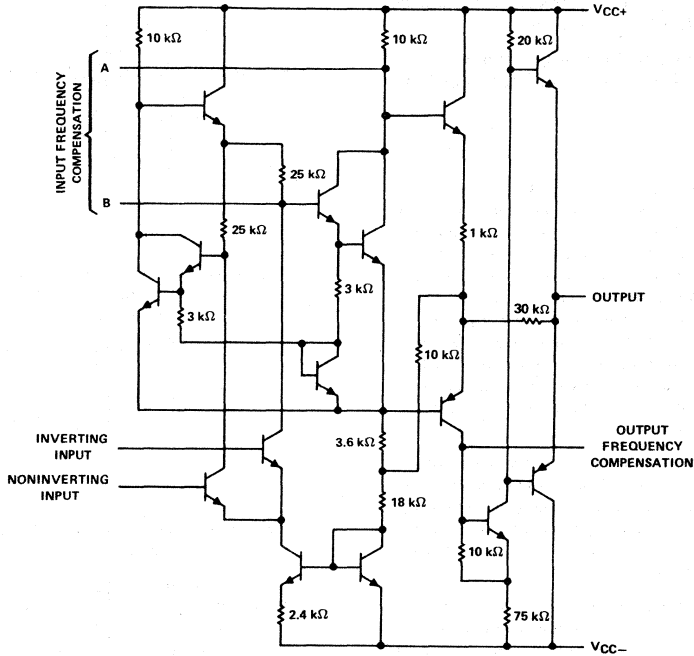 VCC+
10 kΩ
10 kΩ
20 kΩ
A
INPUT FREQUENCY
COMPENSATION
25 kΩ
B
25 kΩ
1 kΩ
3 kΩ
OUTPUT
3 kΩ
30 kΩ
10 kΩ
OUTPUT
FREQUENCY
COMPENSATION
INVERTING
INPUT
3.6 kΩ
NONINVERTING
INPUT
18 kΩ
10 kΩ
2.4 kΩ
75 kΩ
VCC−